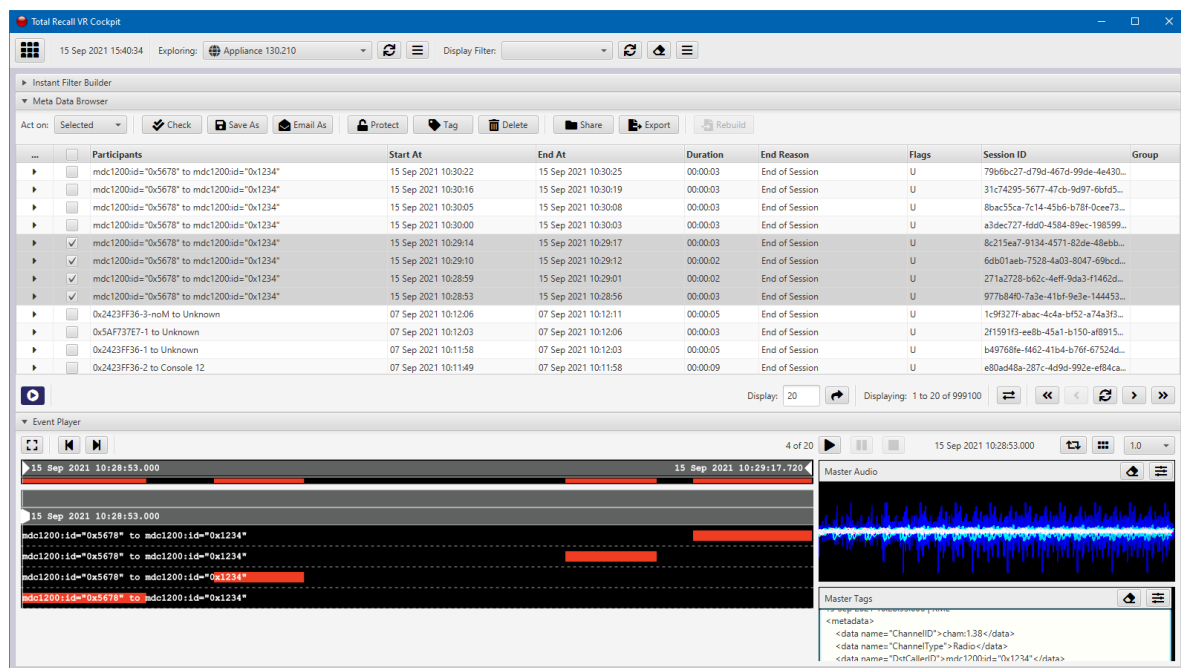 Total Recall VR Cockpit
15 Sep 2021 15:40:34 Exploring: Appliance 130.210 Display Filter:
Instant Filter Builder
Meta Data Browser
Act on: Selected Check Save As Email As Protect Tag Delete Share Export Rebuild
... Participants Start At End At Duration End Reason Flags Session ID Group
mdc1200:id="0x5678" to mdc1200:id="0x1234" 15 Sep 2021 10:30:22 15 Sep 2021 10:30:25 00:00:03 End of Session U 79b6bc27-d79d-467d-99de-4e430...
mdc1200:id="0x5678" to mdc1200:id="0x1234" 15 Sep 2021 10:30:16 15 Sep 2021 10:30:19 00:00:03 End of Session U 31c74295-5677-47cb-9d97-6bfd5...
mdc1200:id="0x5678" to mdc1200:id="0x1234" 15 Sep 2021 10:30:05 15 Sep 2021 10:30:08 00:00:03 End of Session U 8bac55ca-7c14-45b6-b78f-0cee73...
mdc1200:id="0x5678" to mdc1200:id="0x1234" 15 Sep 2021 10:30:00 15 Sep 2021 10:30:03 00:00:03 End of Session U a3dec727-fdd0-4584-89ec-198599...
mdc1200:id="0x5678" to mdc1200:id="0x1234" 15 Sep 2021 10:29:14 15 Sep 2021 10:29:17 00:00:03 End of Session U 8c215ea7-9134-4571-82de-48ebb...
mdc1200:id="0x5678" to mdc1200:id="0x1234" 15 Sep 2021 10:29:10 15 Sep 2021 10:29:12 00:00:02 End of Session U 6db01aeb-7528-4a03-8047-69bcd...
mdc1200:id="0x5678" to mdc1200:id="0x1234" 15 Sep 2021 10:28:59 15 Sep 2021 10:29:01 00:00:02 End of Session U 271a2728-b62c-4eff-9da3-f1462d...
mdc1200:id="0x5678" to mdc1200:id="0x1234" 15 Sep 2021 10:28:53 15 Sep 2021 10:28:56 00:00:03 End of Session U 977b84f0-7a3e-41bf-9e3e-144453...
0x2423FF36-3-noM to Unknown 07 Sep 2021 10:12:06 07 Sep 2021 10:12:11 00:00:05 End of Session U 1c9f327f-abac-4c4a-bf52-a74a3f3...
0x5AF737E7-1 to Unknown 07 Sep 2021 10:12:03 07 Sep 2021 10:12:06 00:00:03 End of Session U 2f1591f3-ee8b-45a1-b150-af8915...
0x2423FF36-1 to Unknown 07 Sep 2021 10:11:58 07 Sep 2021 10:12:03 00:00:05 End of Session U b49768fe-f462-41b4-b76f-67524d...
0x2423FF36-2 to Console 12 07 Sep 2021 10:11:49 07 Sep 2021 10:11:58 00:00:09 End of Session U e80ad48a-287c-4d9d-992e-ef84ca...
Display: 20 Displaying: 1 to 20 of 999100
Event Player
4 of 20 15 Sep 2021 10:28:53.000 1.0
15 Sep 2021 10:28:53.000 15 Sep 2021 10:29:17.720
Master Audio
15 Sep 2021 10:28:53.000
mdc1200:id="0x5678" to mdc1200:id="0x1234"
mdc1200:id="0x5678" to mdc1200:id="0x1234"
mdc1200:id="0x5678" to mdc1200:id="0x1234"
mdc1200:id="0x5678" to mdc1200:id="0x1234"
Master Tags
<metadata>
<data name="ChannelID">cham:1.38</data>
<data name="ChannelType">Radio</data>
<data name="DstCallerID">mdc1200:id="0x1234"</data>